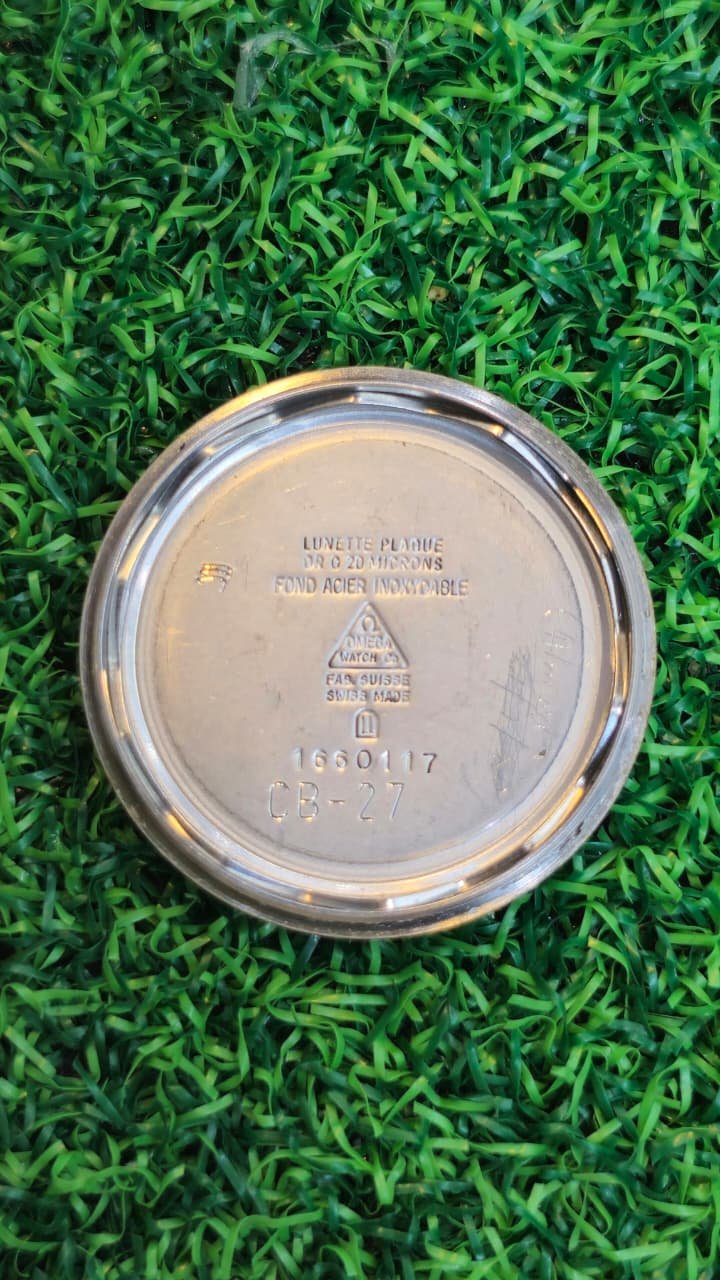 LUNETTE PLAQUE
OR G 20 MICRONS
FOND ACIER INOXYDABLE
Ω
OMEGA
WATCH Co
FAB. SUISSE
SWISS MADE
1660117
CB-27